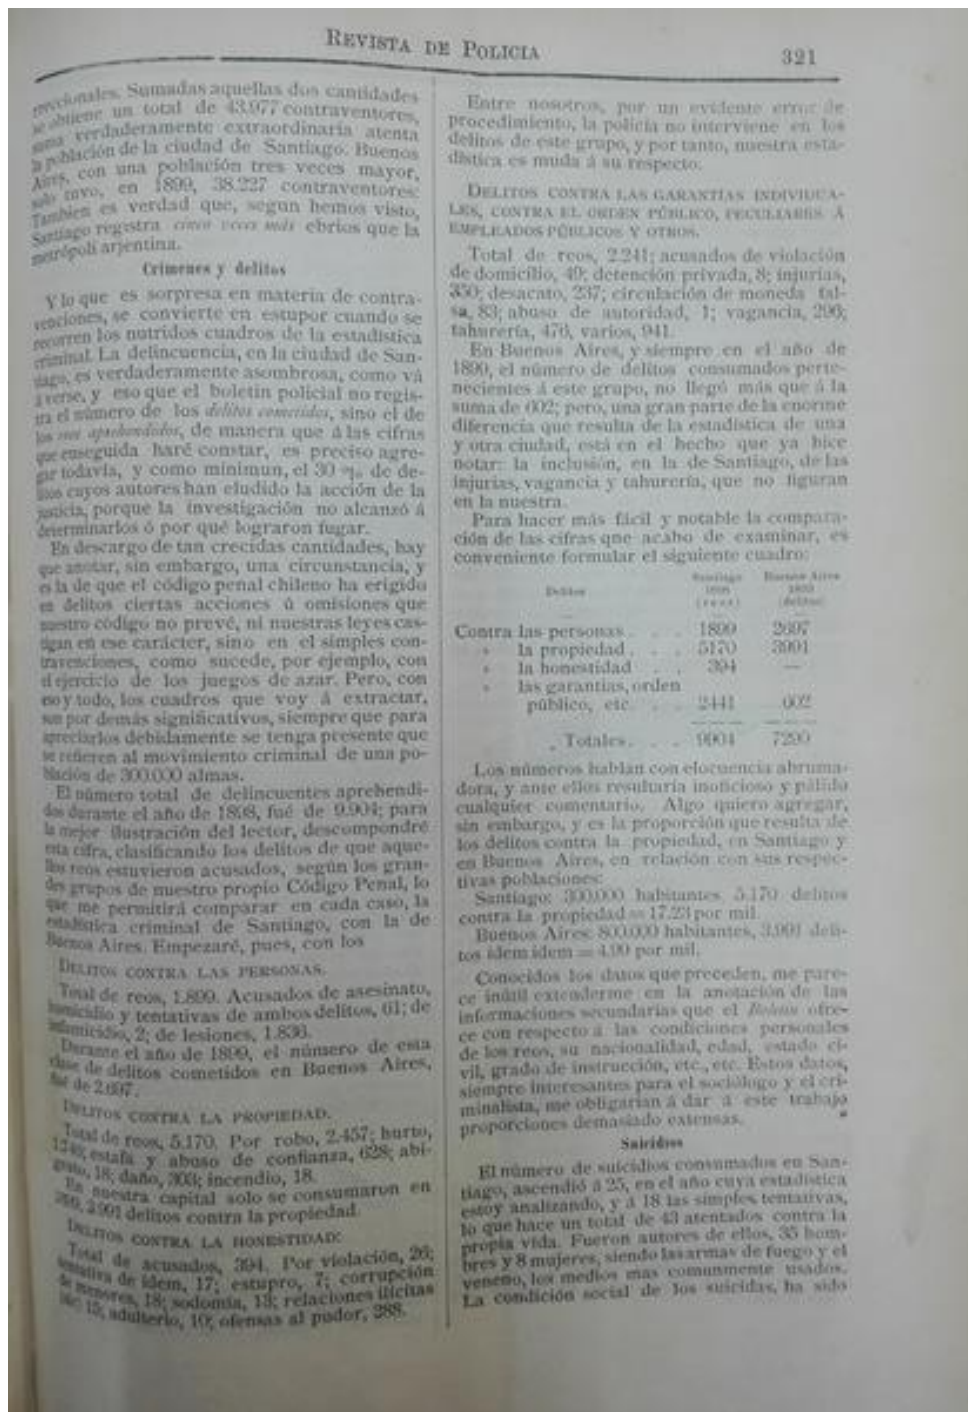 REVISTA DE POLICIA
321
rreccionales. Sumadas aquellas dos cantidades
se obtiene un total de 43.977 contraventores,
suma verdaderamente extraordinaria atenta
la población de la ciudad de Santiago. Buenos
Aires, con una población tres veces mayor,
solo tuvo, en 1899, 38.227 contraventores:
Tambien es verdad que, segun hemos visto,
Santiago registra cinco veces más ebrios que la
metrópoli arjentina.
Crímenes y delitos
Y lo que es sorpresa en materia de contra-
venciones, se convierte en estupor cuando se
recorren los nutridos cuadros de la estadística
criminal. La delincuencia, en la ciudad de San-
tiago, es verdaderamente asombrosa, como vá
á verse, y eso que el boletin policial no regis-
tra el número de los delitos cometidos, sino el de
los reos aprehendidos, de manera que á las cifras
que enseguida haré constar, es preciso agre-
gar todavía, y como mínimun, el 30 % de de-
litos cuyos autores han eludido la acción de la
justicia, porque la investigación no alcanzó á
determinarlos ó por qué lograron fugar.
En descargo de tan crecidas cantidades, hay
que anotar, sin embargo, una circunstancia, y
es la de que el código penal chileno ha erigido
en delitos ciertas acciones ú omisiones que
nuestro código no prevé, ni nuestras leyes cas-
tigan en ese carácter, sino en el simples con-
travenciones, como sucede, por ejemplo, con
el ejercicio de los juegos de azar. Pero, con
eso y todo, los cuadros que voy á extractar,
son por demás significativos, siempre que para
apreciarlos debidamente se tenga presente que
se refieren al movimiento criminal de una po-
blación de 300.000 almas.
El número total de delincuentes aprehendi-
dos durante el año de 1898, fué de 9.904; para
la mejor ilustración del lector, descompondré
esta cifra, clasificando los delitos de que aque-
llos reos estuvieron acusados, según los gran-
des grupos de nuestro propio Código Penal, lo
que me permitirá comparar en cada caso, la
estadística criminal de Santiago, con la de
Buenos Aires. Empezaré, pues, con los
DELITOS CONTRA LAS PERSONAS.
Total de reos, 1.899. Acusados de asesinato,
homicidio y tentativas de ambos delitos, 61; de
infanticidio, 2; de lesiones, 1.836.
Durante el año de 1899, el número de esta
clase de delitos cometidos en Buenos Aires,
fué de 2.697.
DELITOS CONTRA LA PROPIEDAD.
Total de reos, 5.170. Por robo, 2.457; hurto,
estafa y abuso de confianza, 628; abi-
geato, 18; daño, 303; incendio, 18.
En nuestra capital solo se consumaron en
3.991 delitos contra la propiedad.
DELITOS CONTRA LA HONESTIDAD:
Total de acusados, 394. Por violación, 26;
tentativa de idem, 17; estupro, 7; corrupción
de menores, 18; sodomia, 13; relaciones ilícitas
15; adulterio, 10; ofensas al pudor, 288.
Entre nosotros, por un evidente error de
procedimiento, la policía no interviene en los
delitos de este grupo, y por tanto, nuestra esta-
dística es muda á su respecto.
DELITOS CONTRA LAS GARANTÍAS INDIVIDUA-
LES, CONTRA EL ORDEN PÚBLICO, PECULIARES Á
EMPLEADOS PÚBLICOS Y OTROS.
Total de reos, 2.241; acusados de violación
de domicilio, 49; detención privada, 8; injurias,
350; desacato, 237; circulación de moneda fal-
sa, 83; abuso de autoridad, 1; vagancia, 296;
tahurería, 476, varios, 941.
En Buenos Aires, y siempre en el año de
1899, el número de delitos consumados perte-
necientes á este grupo, no llegó más que á la
suma de 602; pero, una gran parte de la enorme
diferencia que resulta de la estadística de una
y otra ciudad, está en el hecho que ya hice
notar: la inclusión, en la de Santiago, de las
injurias, vagancia y tahurería, que no figuran
en la nuestra.
Para hacer más fácil y notable la compara-
ción de las cifras qne acabo de examinar, es
conveniente formular el siguiente cuadro:
Delitos Santiago Buenos Aires
1898 1899
(reos) (delitos)
Contra las personas . . . 1899 2697
» la propiedad . . . 5170 3991
» la honestidad . . 394 —
» las garantías, orden
público, etc. . . 2441 602
Totales. . . 9904 7290
Los números hablan con elocuencia abruma-
dora, y ante ellos resultaría inoficioso y pálido
cualquier comentario. Algo quiero agregar,
sin embargo, y es la proporción que resulta de
los delitos contra la propiedad, en Santiago y
en Buenos Aires, en relación con sus respec-
tivas poblaciones:
Santiago: 300.000 habitantes, 5.170 delitos
contra la propiedad = 17.23 por mil.
Buenos Aires: 800.000 habitantes, 3.991 deli-
tos idem idem = 4.99 por mil.
Conocidos los datos que preceden, me pare-
ce inútil extenderme en la anotación de las
informaciones secundarias que el Boletin ofre-
ce con respecto á las condiciones personales
de los reos, su nacionalidad, edad, estado ci-
vil, grado de instrucción, etc., etc. Estos datos,
siempre interesantes para el sociólogo y el cri-
minalista, me obligarían á dar á este trabajo
proporciones demasiado extensas.
Suicidios
El número de suicidios consumados en San-
tiago, ascendió á 25, en el año cuya estadística
estoy analizando, y á 18 las simples tentativas,
lo que hace un total de 43 atentados contra la
propia vida. Fueron autores de ellos, 35 hom-
bres y 8 mujeres, siendo las armas de fuego y el
veneno, los medios mas comunmente usados.
La condición social de los suicidas, ha sido